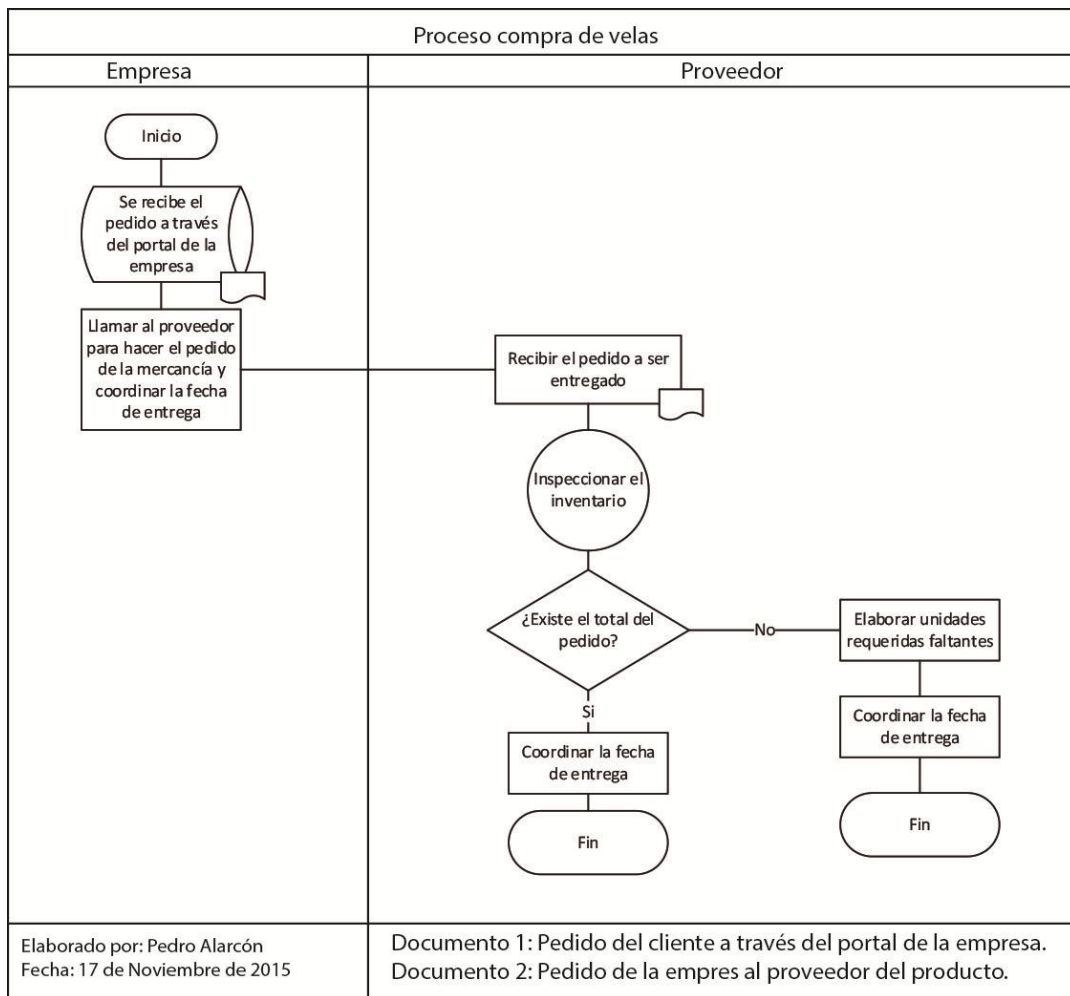 Proceso compra de velas
Empresa
Proveedor
Inicio
Se recibe el
pedido a través
del portal de la
empresa
Llamar al proveedor
para hacer el pedido
de la mercancía y
coordinar la fecha
de entrega
Recibir el pedido a ser
entregado
Inspeccionar el
inventario
¿Existe el total del
pedido?
No
Elaborar unidades
requeridas faltantes
Coordinar la fecha
de entrega
Fin
Si
Coordinar la fecha
de entrega
Fin
Elaborado por: Pedro Alarcón
Fecha: 17 de Noviembre de 2015
Documento 1: Pedido del cliente a través del portal de la empresa.
Documento 2: Pedido de la empres al proveedor del producto.